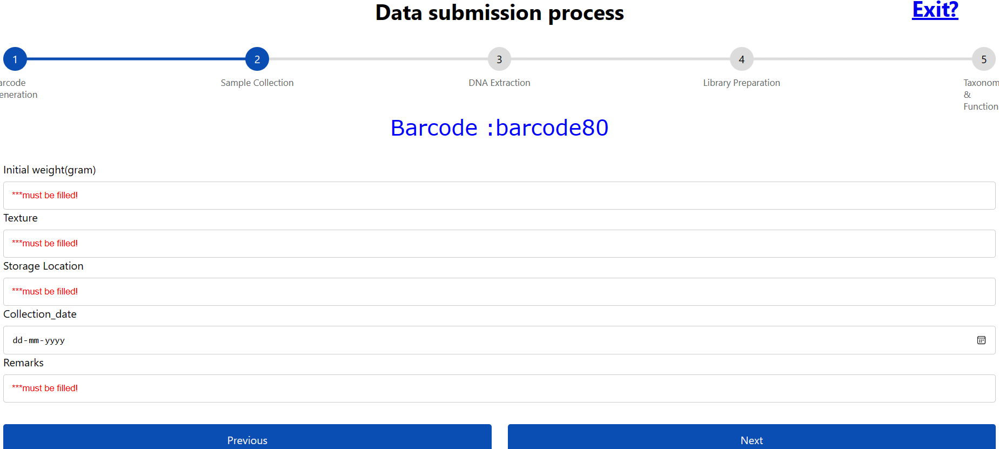 Data submission process
Exit?
1
2
3
4
5
arcode
eneration
Sample Collection
DNA Extraction
Library Preparation
Taxonom
&
Function
Barcode :barcode80
Initial weight(gram)
***must be filled!
Texture
***must be filled!
Storage Location
***must be filled!
Collection_date
dd-mm-yyyy
Remarks
***must be filled!
Previous
Next